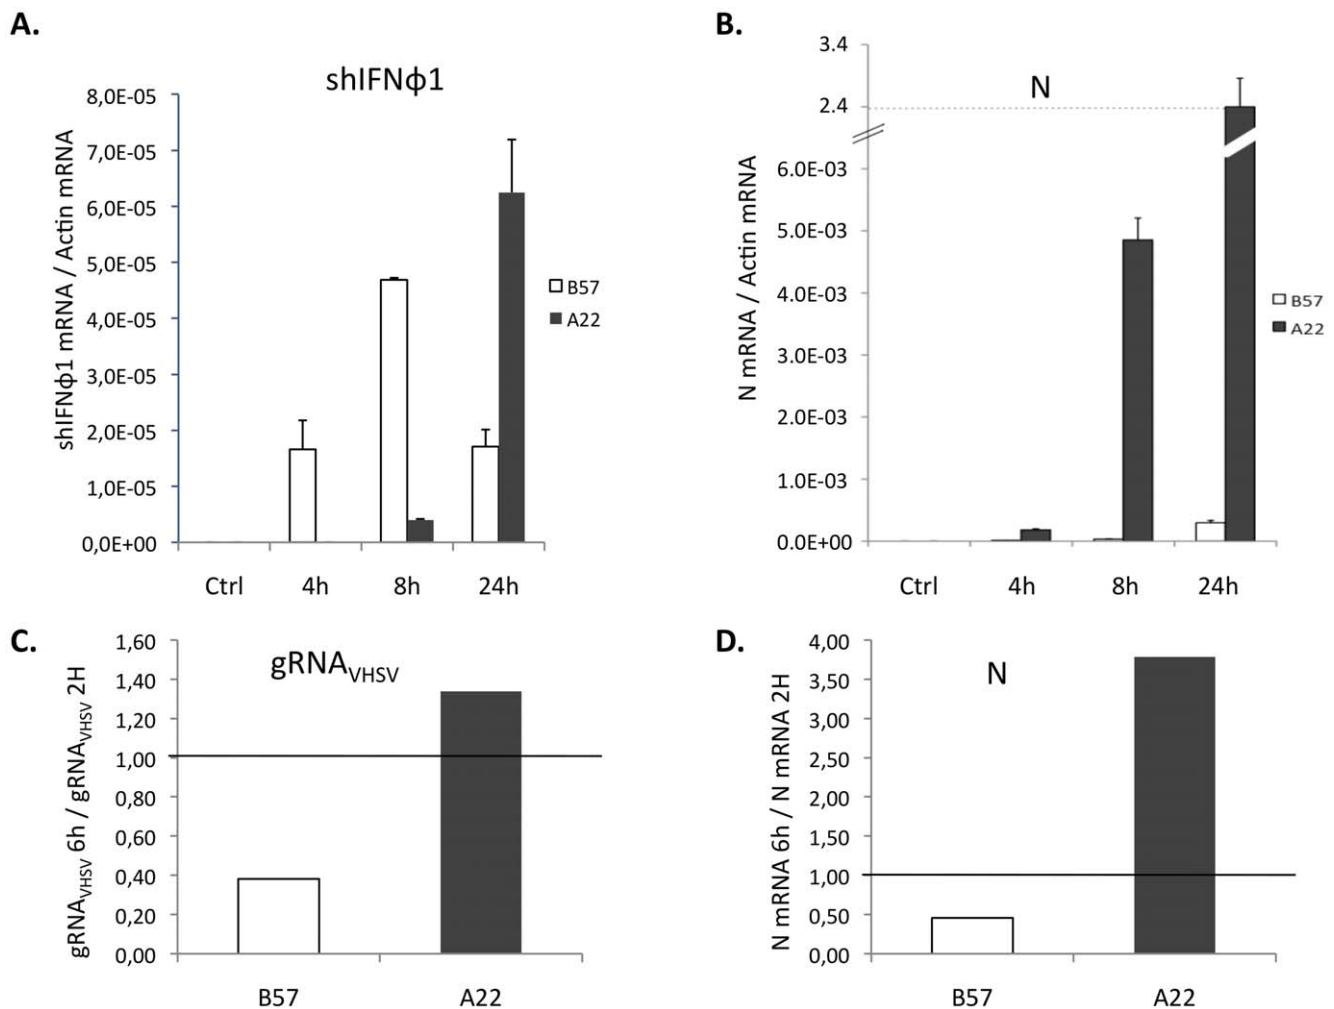 A.
shIFNϕ1
shIFNϕ1 mRNA / Actin mRNA
8,0E-05
7,0E-05
6,0E-05
5,0E-05
4,0E-05
3,0E-05
2,0E-05
1,0E-05
0,0E+00
Ctrl 4h 8h 24h
B57
A22
B.
N
N mRNA / Actin mRNA
3.4
2.4
6.0E-03
5.0E-03
4.0E-03
3.0E-03
2.0E-03
1.0E-03
0.0E+00
Ctrl 4h 8h 24h
B57
A22
C.
gRNAVHSV
gRNAVHSV 6h / gRNAVHSV 2H
1,60
1,40
1,20
1,00
0,80
0,60
0,40
0,20
0,00
B57 A22
D.
N
N mRNA 6h / N mRNA 2H
4,00
3,50
3,00
2,50
2,00
1,50
1,00
0,50
0,00
B57 A22